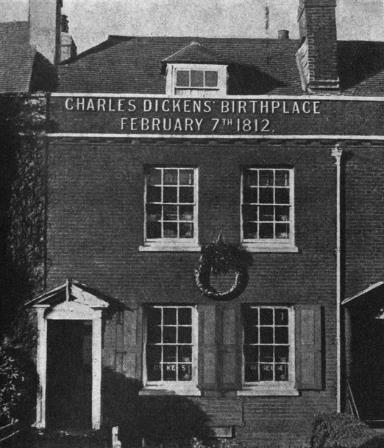 CHARLES DICKENS' BIRTHPLACE
FEBRUARY 7TH 1812.